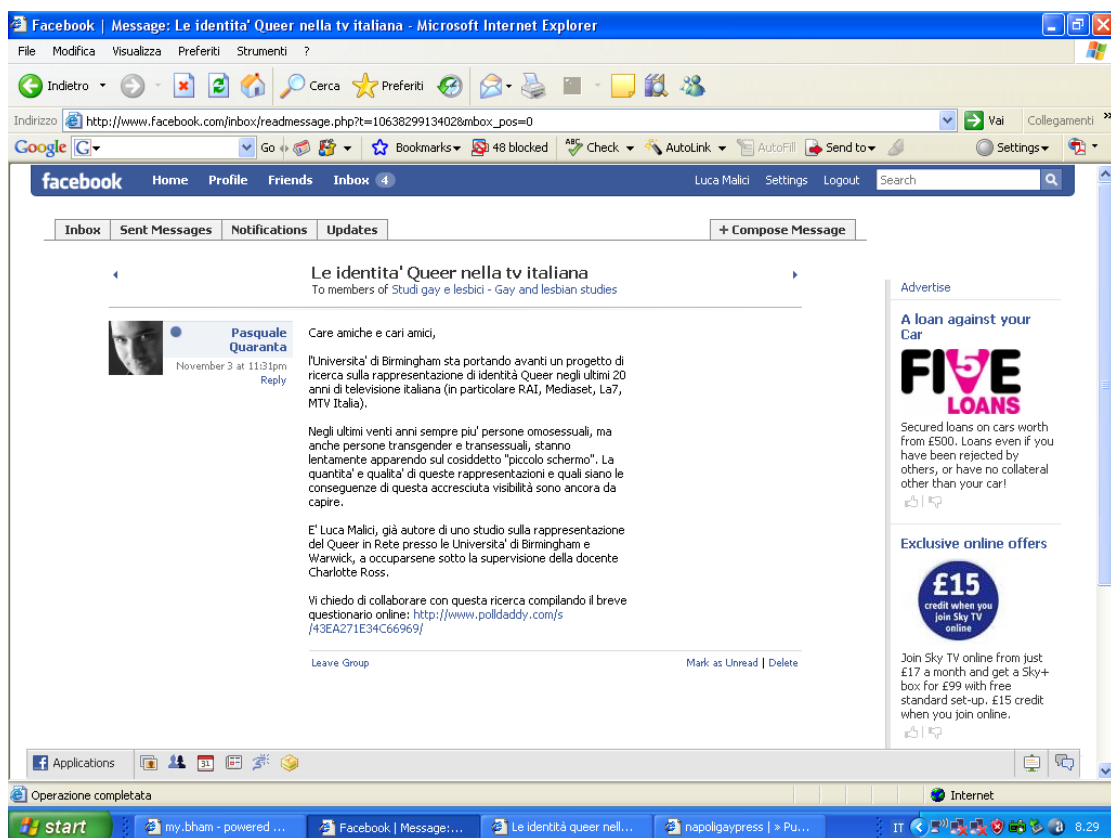 Facebook | Message: Le identita' Queer nella tv italiana - Microsoft Internet Explorer
File Modifica Visualizza Preferiti Strumenti ?
Indietro Cerca Preferiti
Indirizzo http://www.facebook.com/inbox/readmessage.php?t=1063829913402&mbox_pos=0 Vai Collegamenti »
Google G Go Bookmarks 48 blocked ABC Check AutoLink AutoFill Send to Settings
facebook Home Profile Friends Inbox 4 Luca Malici Settings Logout Search
Inbox Sent Messages Notifications Updates + Compose Message
Le identita' Queer nella tv italiana
To members of Studi gay e lesbici - Gay and lesbian studies
Pasquale
Quaranta
November 3 at 11:31pm
Reply
Care amiche e cari amici,
l'Universita' di Birmingham sta portando avanti un progetto di
ricerca sulla rappresentazione di identità Queer negli ultimi 20
anni di televisione italiana (in particolare RAI, Mediaset, La7,
MTV Italia).
Negli ultimi venti anni sempre piu' persone omosessuali, ma
anche persone transgender e transessuali, stanno
lentamente apparendo sul cosiddetto "piccolo schermo". La
quantita' e qualita' di queste rappresentazioni e quali siano le
conseguenze di questa accresciuta visibilità sono ancora da
capire.
E' Luca Malici, già autore di uno studio sulla rappresentazione
del Queer in Rete presso le Universita' di Birmingham e
Warwick, a occuparsene sotto la supervisione della docente
Charlotte Ross.
Vi chiedo di collaborare con questa ricerca compilando il breve
questionario online: http://www.polldaddy.com/s
/43EA271E34C66969/
Leave Group Mark as Unread | Delete
Advertise
A loan against your
Car
FI5E
LOANS
Secured loans on cars worth
from £500. Loans even if you
have been rejected by
others, or have no collateral
other than your car!
Exclusive online offers
£15
credit when you
join Sky TV
online
Join Sky TV online from just
£17 a month and get a Sky+
box for £99 with free
standard set-up. £15 credit
when you join online.
Applications 31
Operazione completata Internet
start my.bham - powered ... Facebook | Message:... Le identità queer nell... napoligaypress | » Pu... IT 8.29